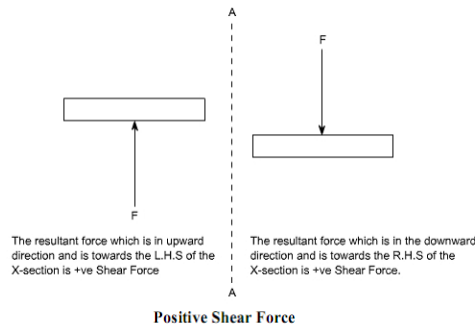 A
F
F
The resultant force which is in upward
direction and is towards the L.H.S of the
X-section is +ve Shear Force
The resultant force which is in the downward
direction and is towards the R.H.S of the
X-section is +ve Shear Force.
A
Positive Shear Force